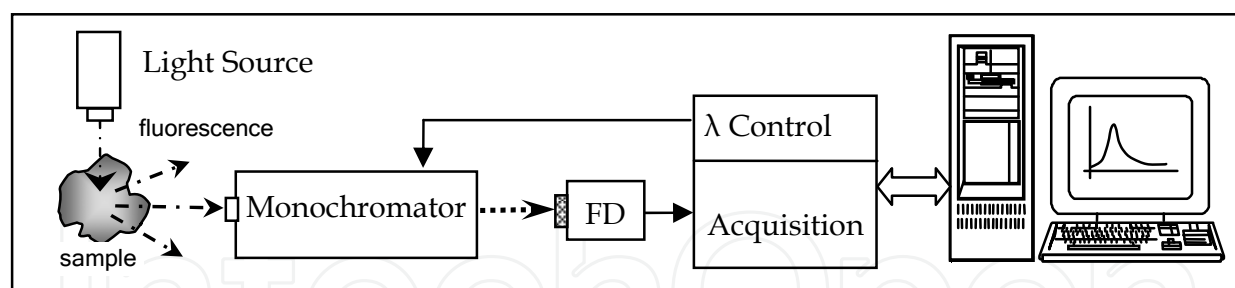 Light Source
fluorescence
λ Control
Monochromator
FD
Acquisition
sample